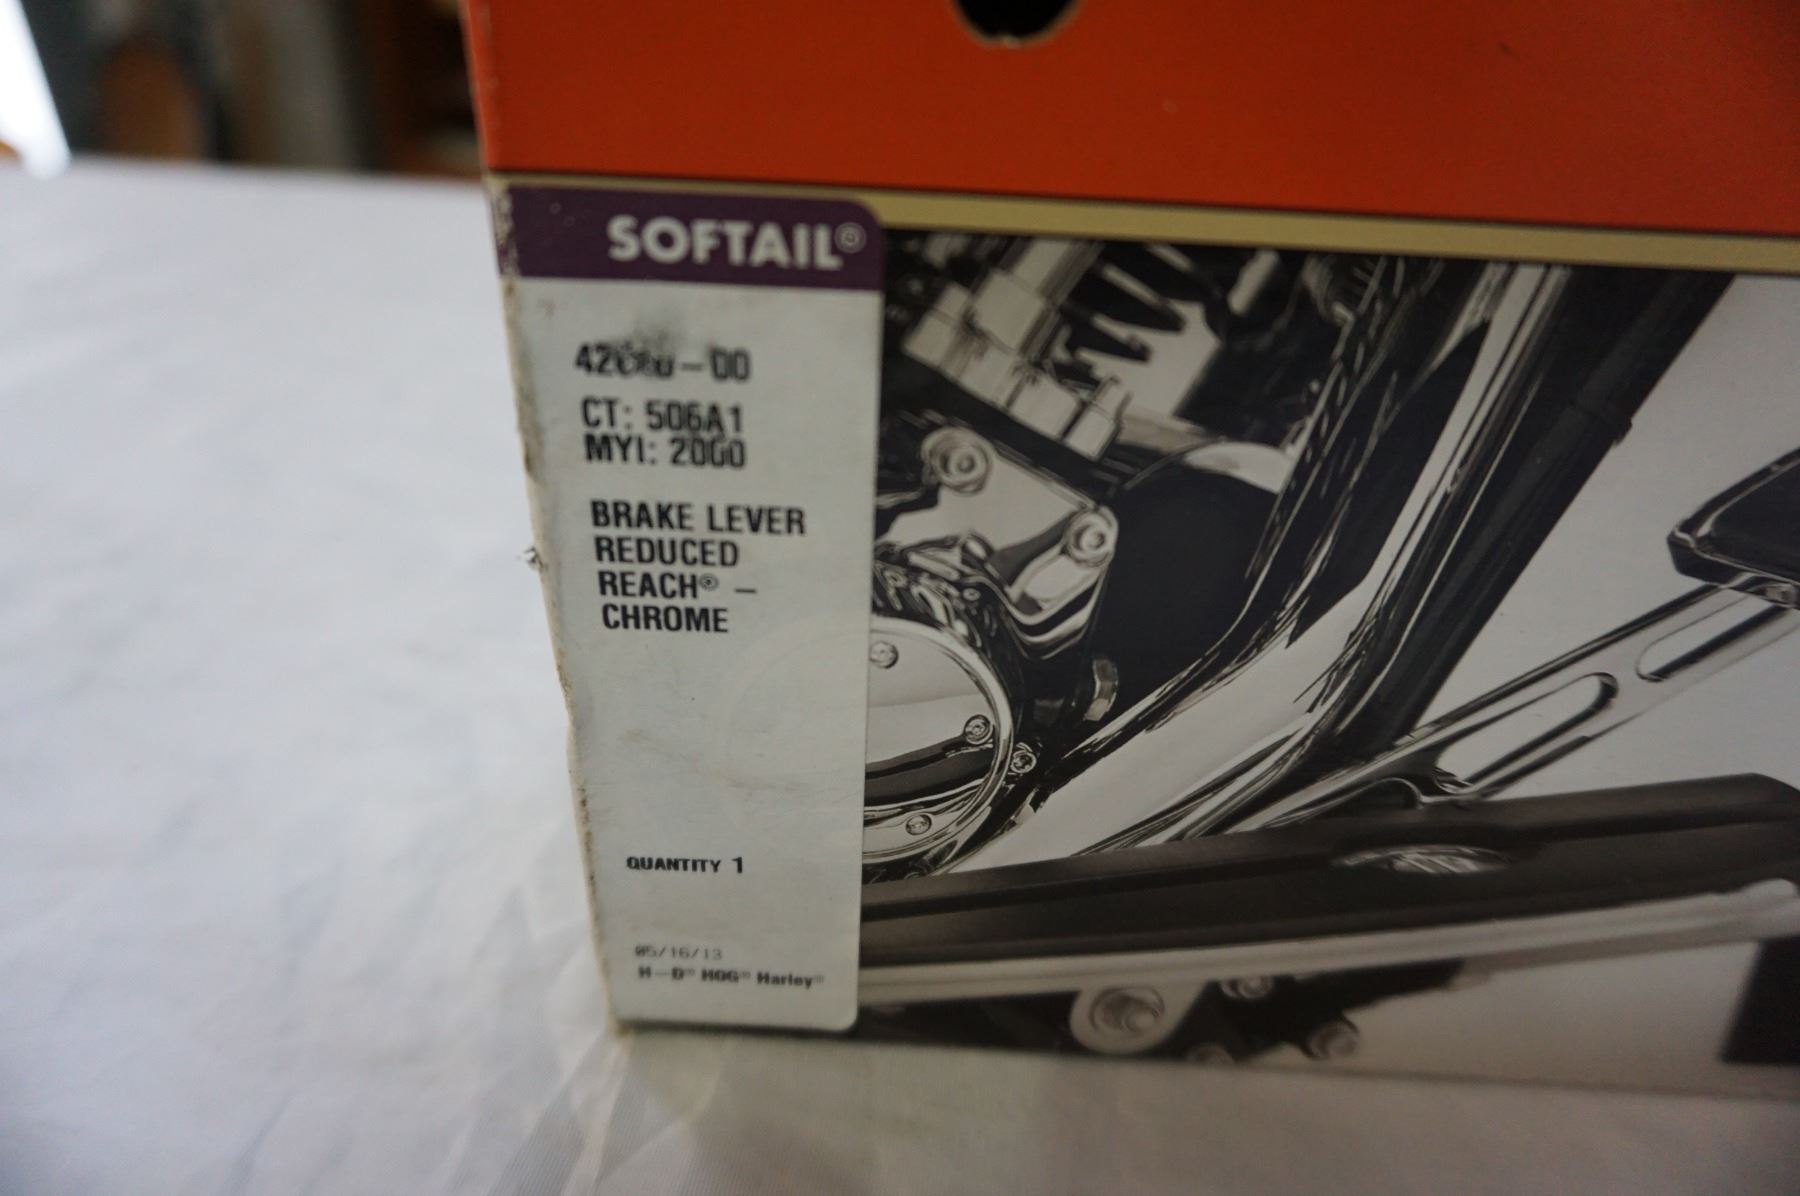 SOFTAIL®
CT: 506A1
MYI: 2000
BRAKE LEVER
REDUCED
REACH® –
CHROME
QUANTITY 1
05/16/13
H–D® HOG® Harley®